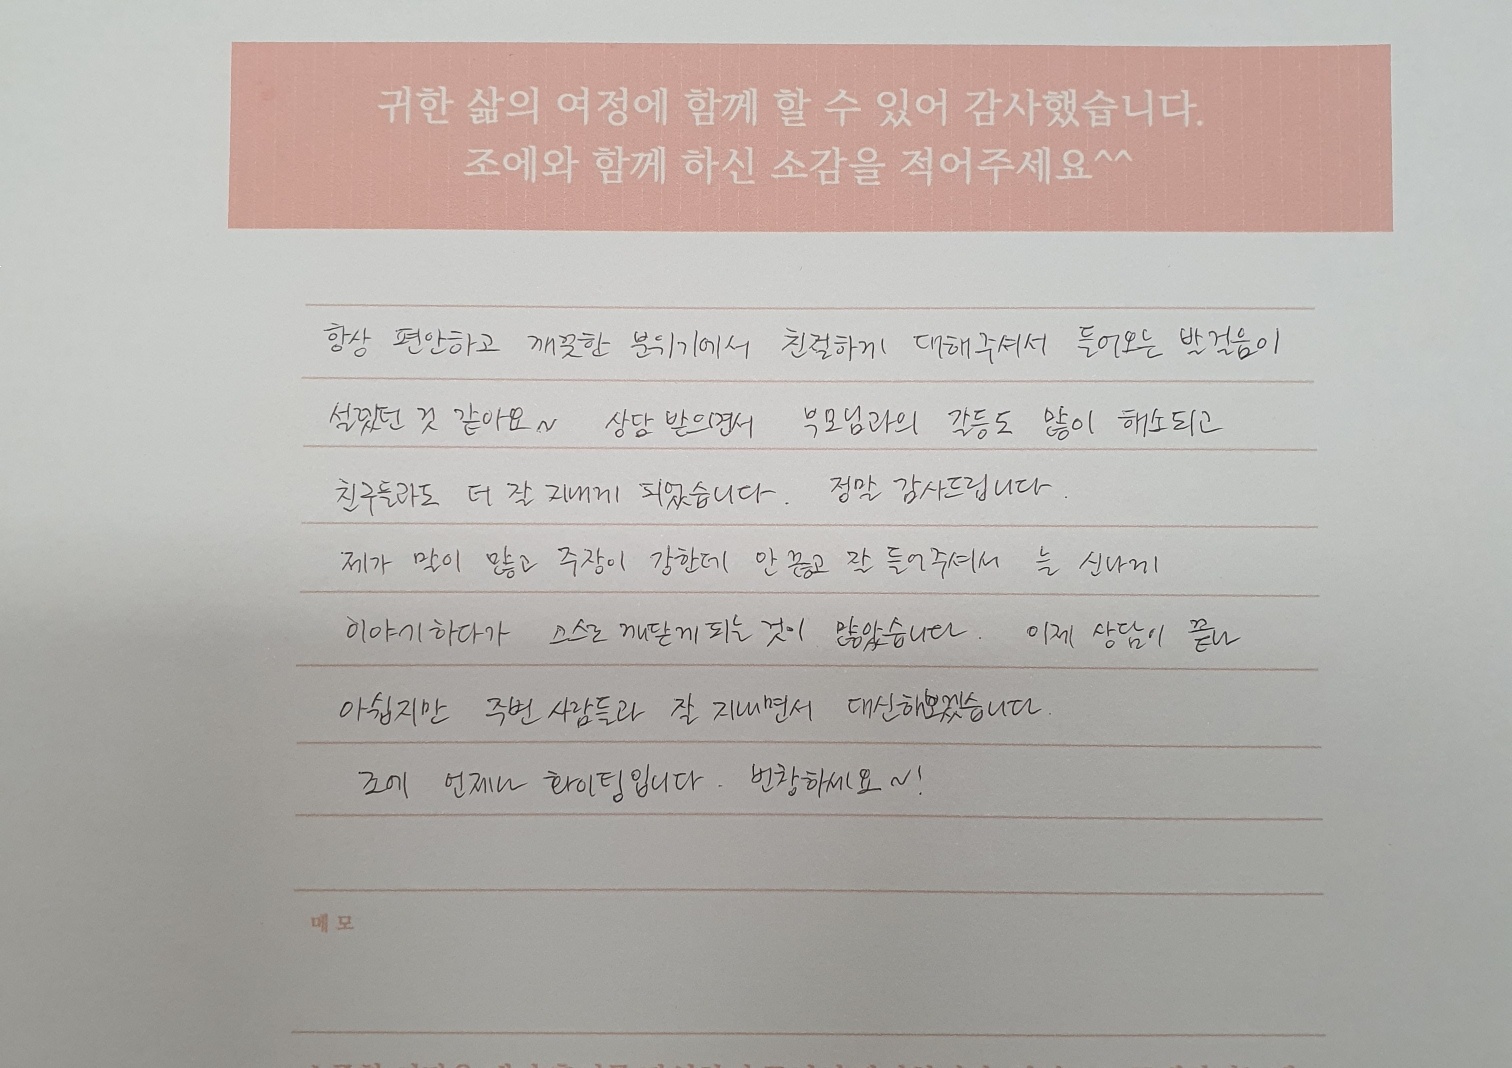 귀한 삶의 여정에 함께 할 수 있어 감사했습니다.
조에와 함께 하신 소감을 적어주세요^^
항상 편안하고 깨끗한 분위기에서 친절하게 대해주셔서 들어오는 발걸음이
설렜던 것 같아요~ 상담 받으면서 부모님과의 갈등도 많이 해소되고
친구들과도 더 잘 지내게 되었습니다. 정말 감사드립니다.
제가 말이 많고 주장이 강한데 안 끊고 잘 들어주셔서 늘 신나게
이야기하다가 스스로 깨닫게 되는 것이 많았습니다. 이제 상담이 끝나
아쉽지만 주변 사람들과 잘 지내면서 대신해보겠습니다.
조에 언제나 화이팅입니다. 번창하세요~!
메 모